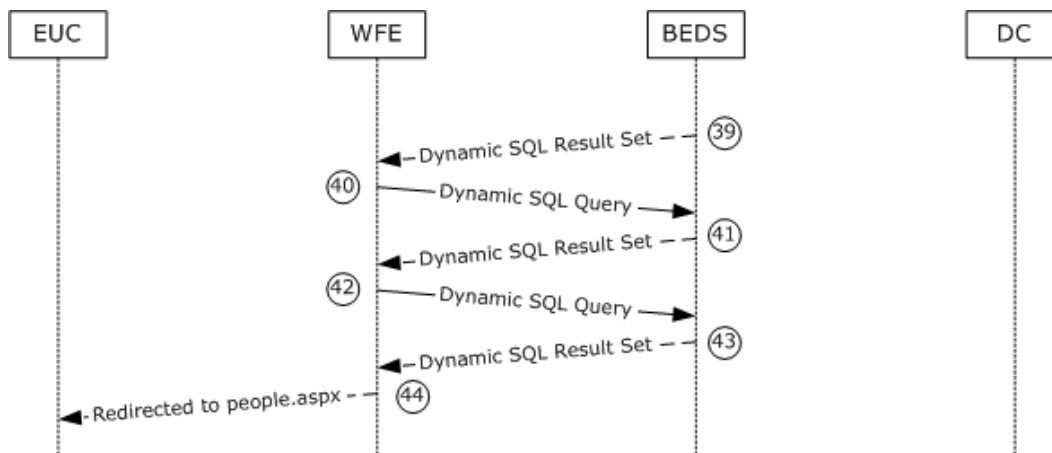 EUC WFE BEDS DC
39
Dynamic SQL Result Set
40
Dynamic SQL Query
41
Dynamic SQL Result Set
42
Dynamic SQL Query
43
Dynamic SQL Result Set
44
Redirected to people.aspx